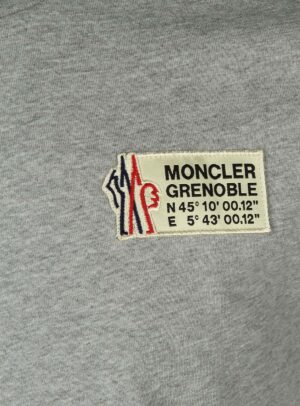 MONCLER
GRENOBLE
N 45° 10' 00.12"
E 5° 43' 00.12"